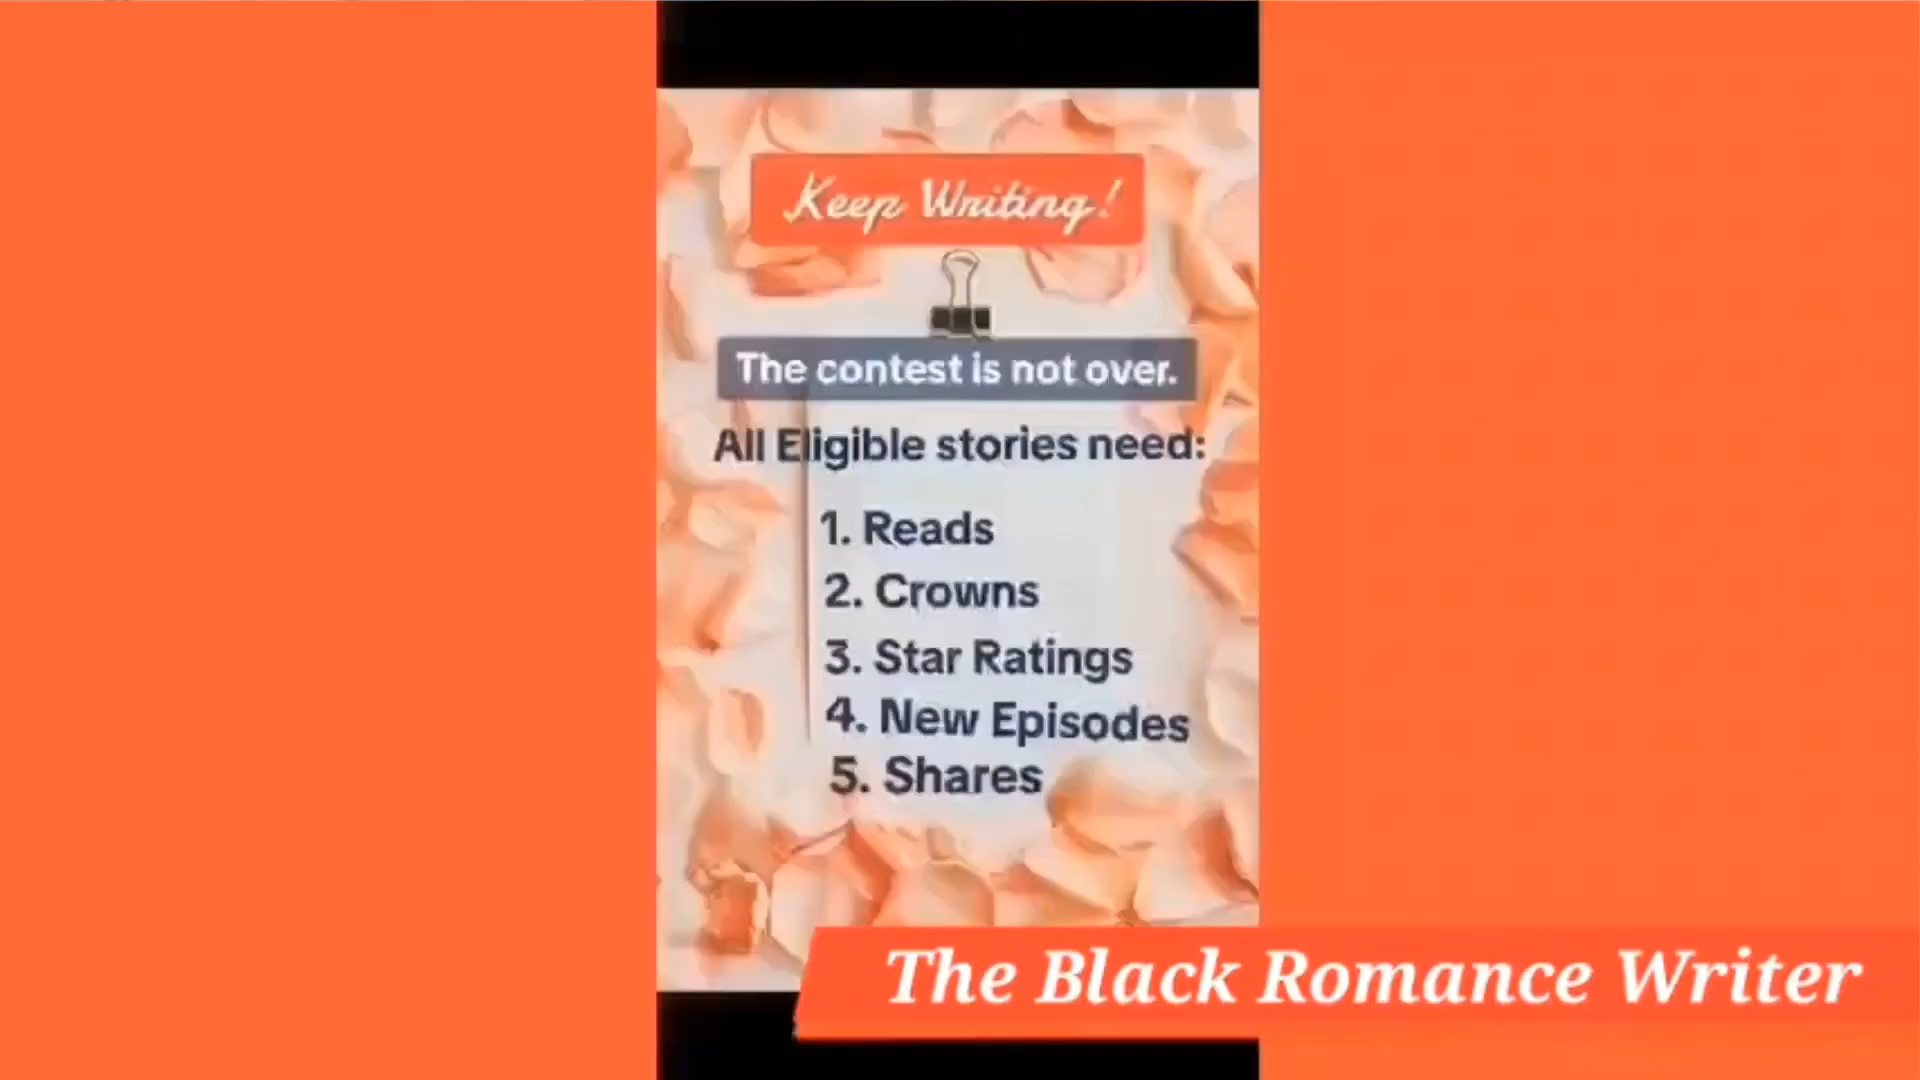 Keep Writing!
The contest is not over.
All Eligible stories need:
1. Reads
2. Crowns
3. Star Ratings
4. New Episodes
5. Shares
The Black Romance Writer